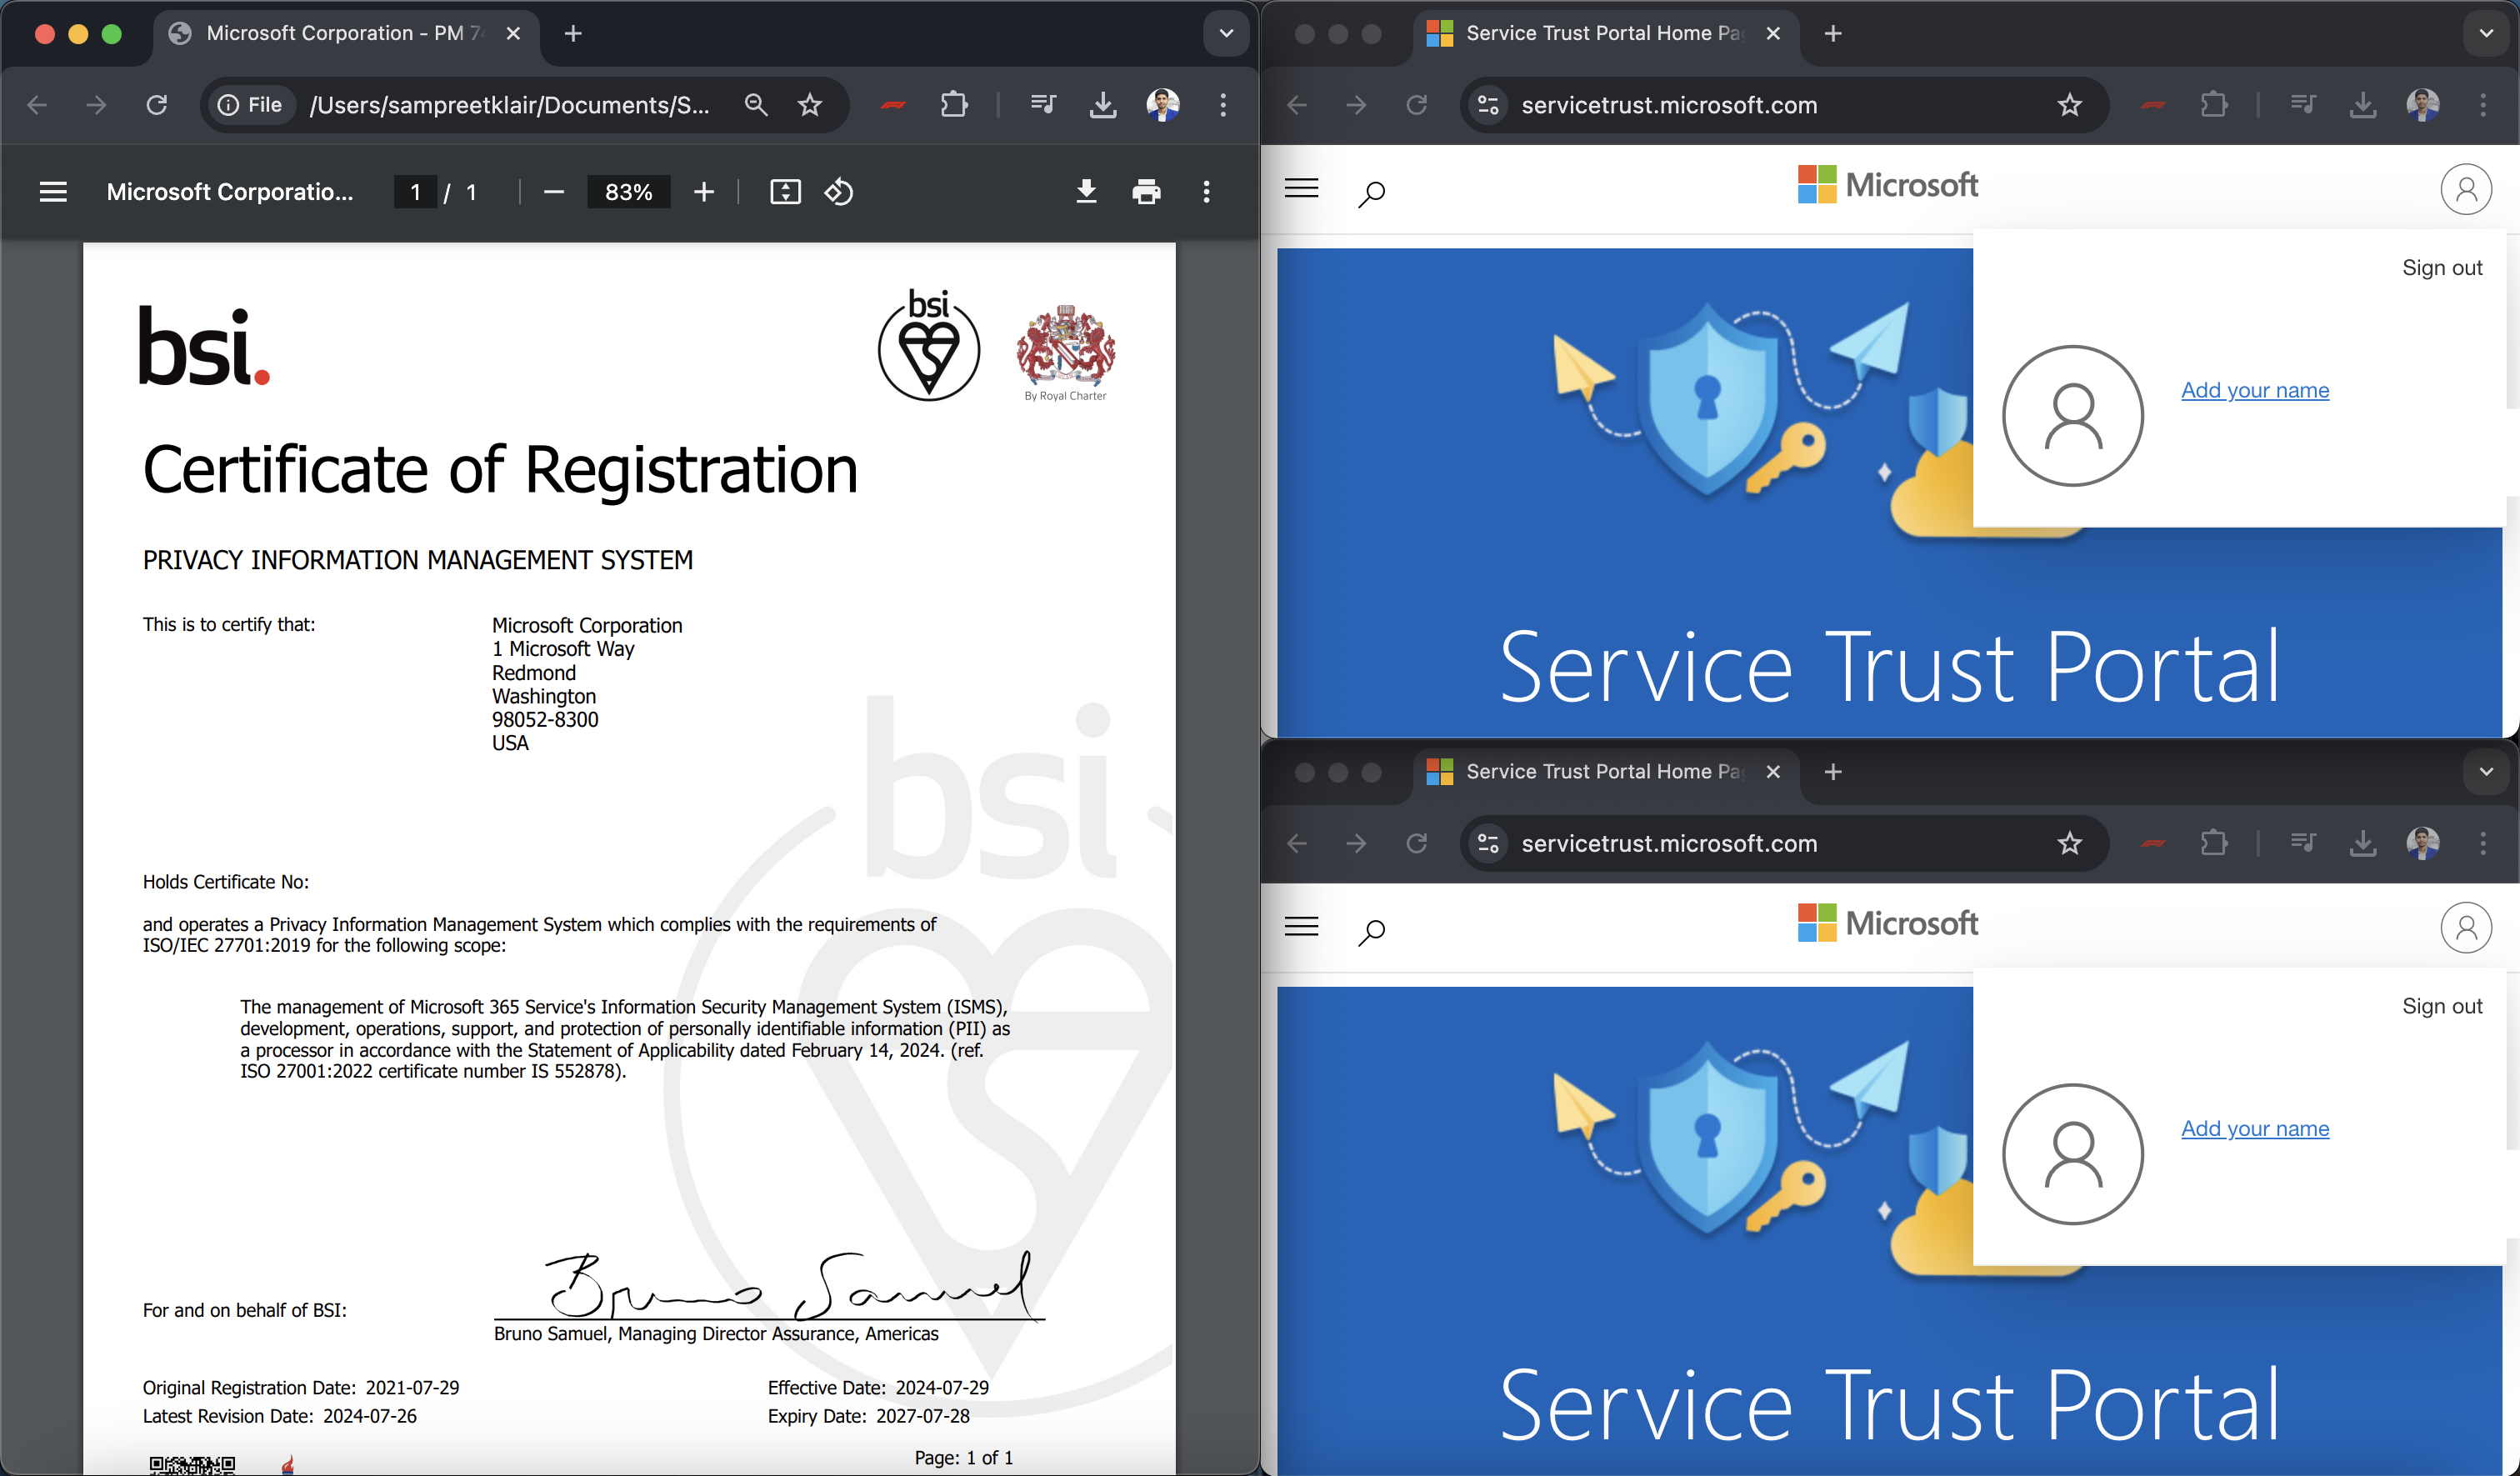 Microsoft Corporation - PM 7
File
/Users/sampreetklair/Documents/S...
Microsoft Corporatio...
1 / 1
83%
bsi.
bsi
By Royal Charter
Certificate of Registration
PRIVACY INFORMATION MANAGEMENT SYSTEM
This is to certify that:
Microsoft Corporation
1 Microsoft Way
Redmond
Washington
98052-8300
USA
bsi
Holds Certificate No:
and operates a Privacy Information Management System which complies with the requirements of
ISO/IEC 27701:2019 for the following scope:
The management of Microsoft 365 Service's Information Security Management System (ISMS),
development, operations, support, and protection of personally identifiable information (PII) as
a processor in accordance with the Statement of Applicability dated February 14, 2024. (ref.
ISO 27001:2022 certificate number IS 552878).
Bruno Samuel
For and on behalf of BSI:
Bruno Samuel, Managing Director Assurance, Americas
Original Registration Date: 2021-07-29
Effective Date: 2024-07-29
Latest Revision Date: 2024-07-26
Expiry Date: 2027-07-28
Page: 1 of 1
Service Trust Portal Home Pa
servicetrust.microsoft.com
Microsoft
Sign out
Add your name
Service Trust Portal
Service Trust Portal Home Pa
servicetrust.microsoft.com
Microsoft
Sign out
Add your name
Service Trust Portal